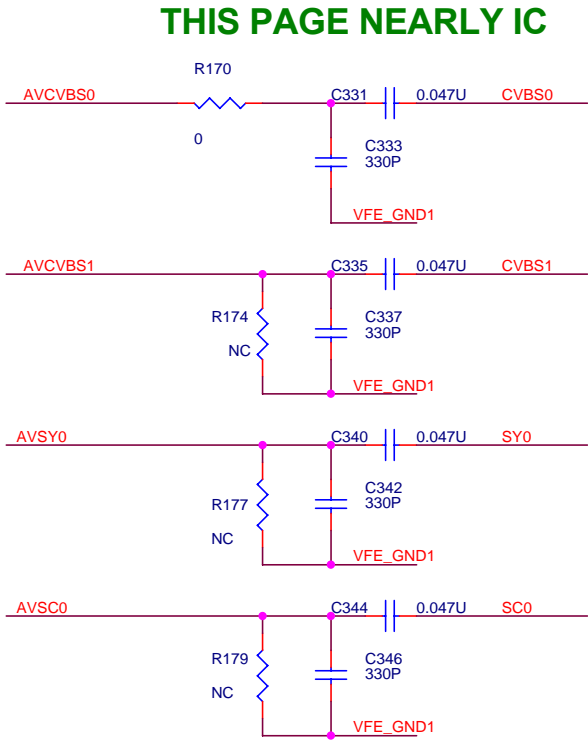 THIS PAGE NEARLY IC
R170
AVCVBS0
C331
0.047U
CVBS0
0
C333
330P
VFE_GND1
AVCVBS1
C335
0.047U
CVBS1
R174
C337
330P
NC
VFE_GND1
AVSY0
C340
0.047U
SY0
C342
330P
R177
NC
VFE_GND1
AVSC0
C344
0.047U
SC0
R179
C346
330P
NC
VFE_GND1